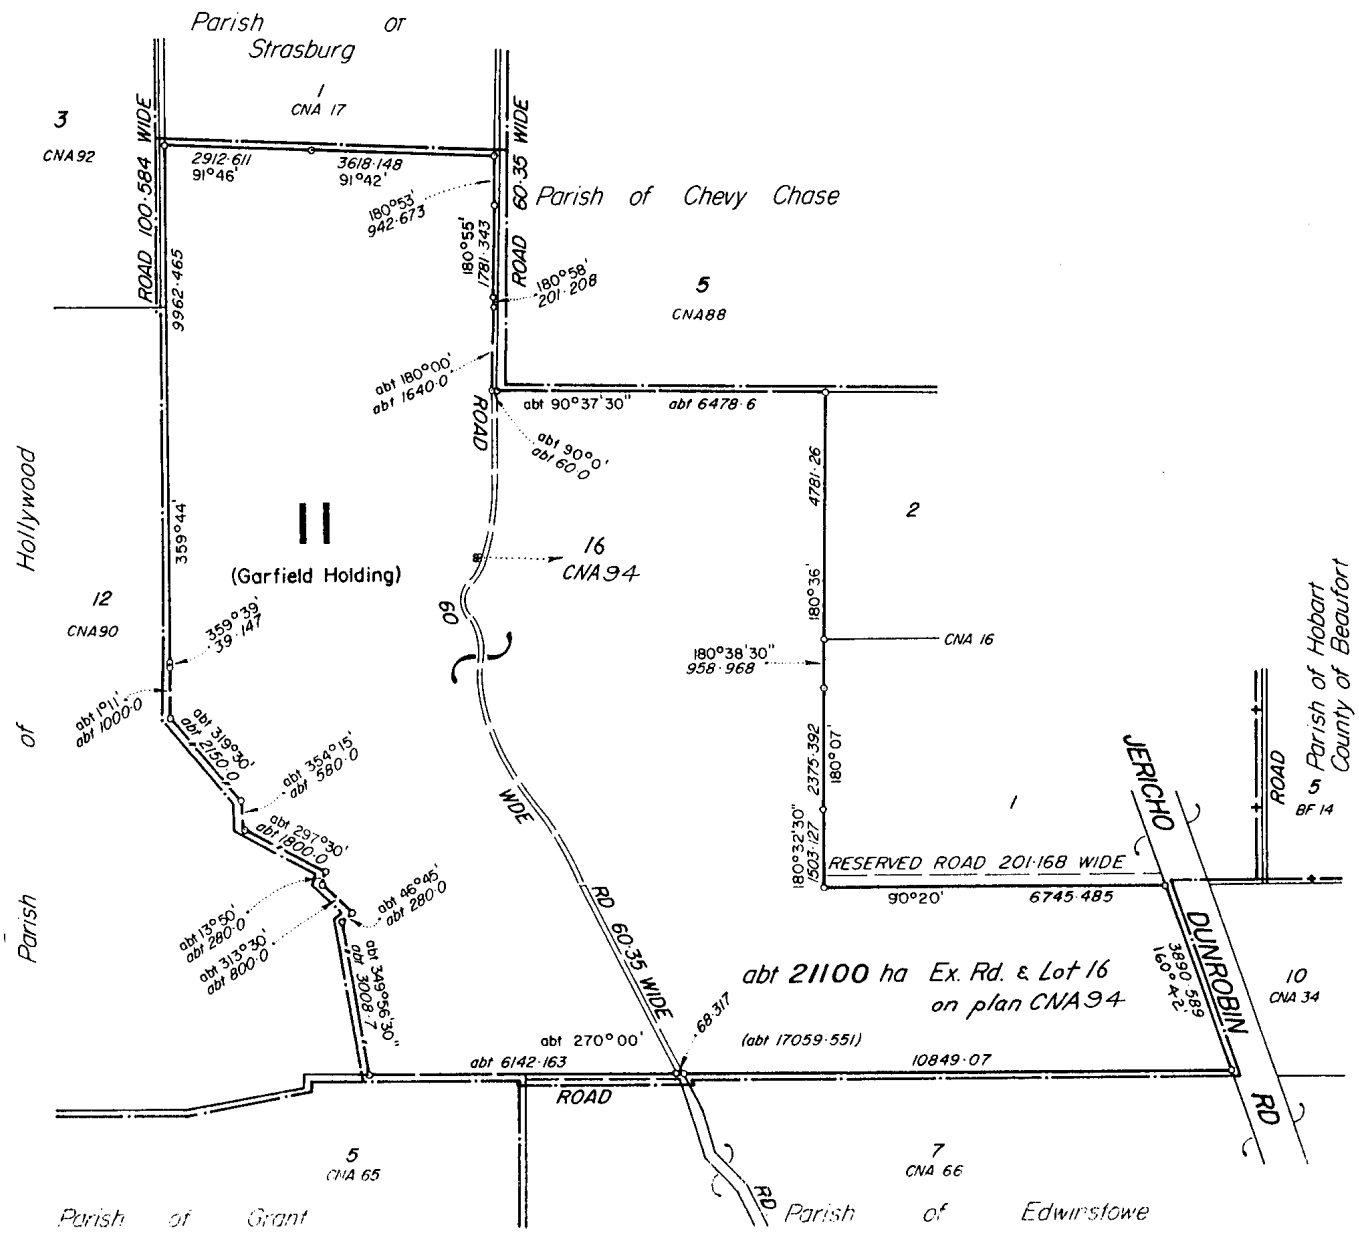 Parish of
Strasburg
1
CNA 17
3
CNA92
ROAD 100·584 WIDE
2912·611
91°46'
3618·148
91°42'
180°53'
942·673
ROAD 60·35 WIDE
Parish of Chevy Chase
180°55'
1781·343
180°58'
201·208
5
CNA88
9962·465
abt 180°00'
abt 1640·0
ROAD
abt 90°37'30" abt 6478·6
abt 90°0'
abt 60·0
Parish of Hollywood
359°44'
11
(Garfield Holding)
4781·26
180°36'
2
16
CNA94
60
12
CNA90
359°39'
39·147
CNA 16
180°38'30"
958·968
abt 1°11'
abt 1000·0
abt 319°30'
abt 2150·0
abt 354°15'
abt 580·0
abt 297°30'
abt 1800·0
WDE
2375·392
180°07'
1
JERICHO
ROAD
Parish of Hobart
County of Beaufort
5
BF 14
180°32'30"
1503·127
RESERVED ROAD 201·168 WIDE
90°20' 6745·485
abt 46°45'
abt 280·0
abt 13°50'
abt 280·0
abt 313°30'
abt 800·0
abt 349°56'30"
abt 3008·7
RD 60·35 WIDE
DUNROBIN
3890·589
160°42'
10
CNA 34
abt 21100 ha Ex. Rd. & Lot 16
on plan CNA94
68·317
abt 270°00'
abt 6142·163
(abt 17059·551)
10849·07
ROAD
RD
5
CNA 65
7
CNA 66
RD
Parish of Grant
Parish of Edwinstowe